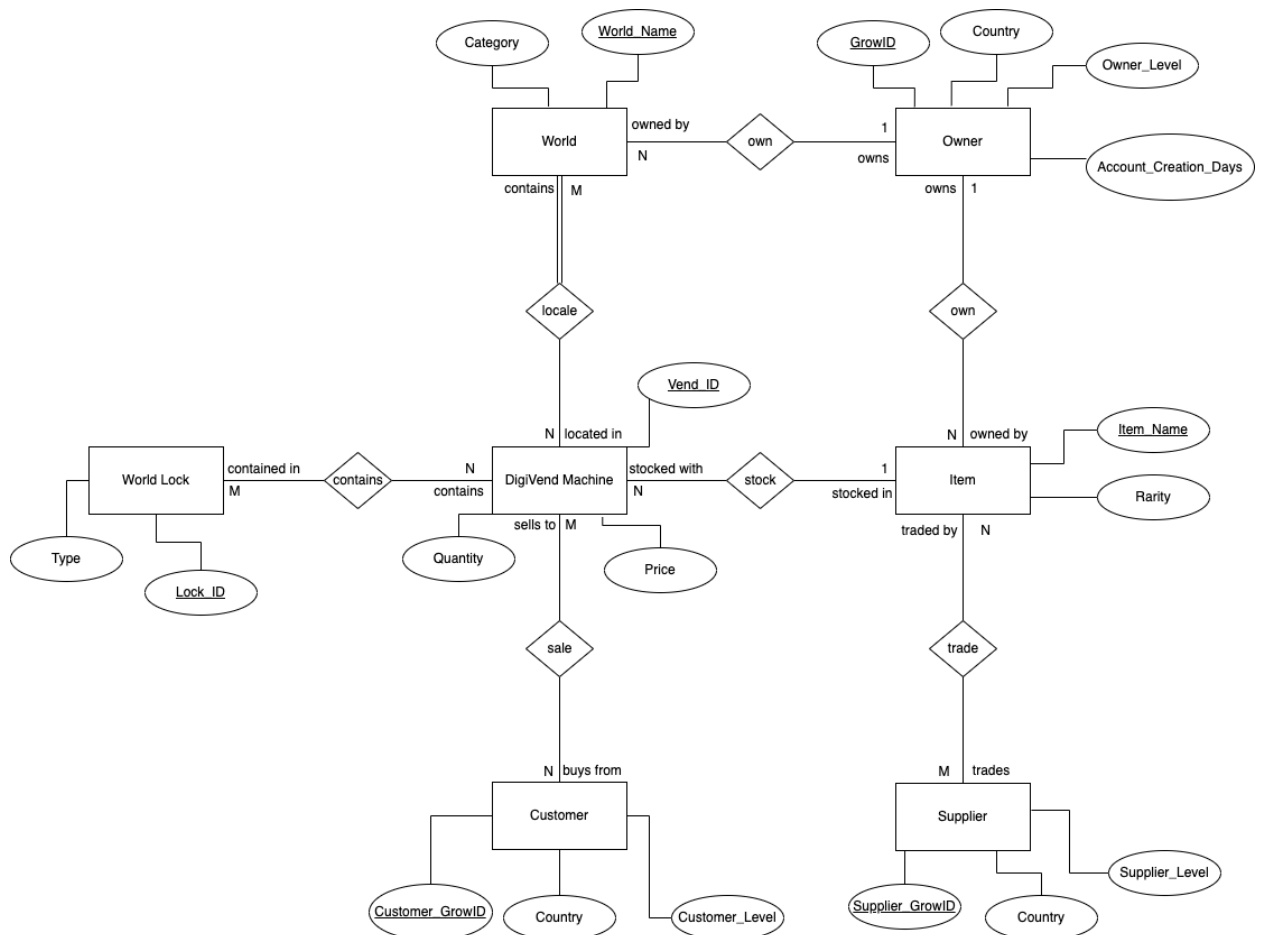 Category
World_Name
GrowID
Country
Owner_Level
World
owned by
N
own
1
owns
Owner
Account_Creation_Days
contains
M
owns
1
locale
own
Vend_ID
N
located in
N
owned by
Item_Name
World Lock
contained in
M
contains
N
contains
DigiVend Machine
stocked with
N
stock
1
stocked in
Item
Rarity
Type
Lock_ID
Quantity
sells to
M
Price
traded by
N
sale
trade
N
buys from
M
trades
Customer
Supplier
Customer_GrowID
Country
Customer_Level
Supplier_GrowID
Country
Supplier_Level